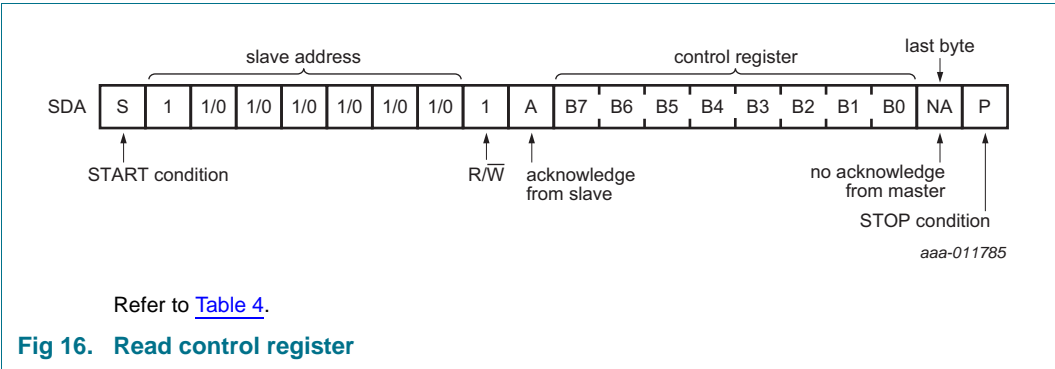 slave address
control register
last byte
SDA S 1 1/0 1/0 1/0 1/0 1/0 1/0 1 A B7 B6 B5 B4 B3 B2 B1 B0 NA P
START condition
R/W̅
acknowledge
from slave
no acknowledge
from master
STOP condition
aaa-011785
Refer to Table 4.
Fig 16. Read control register